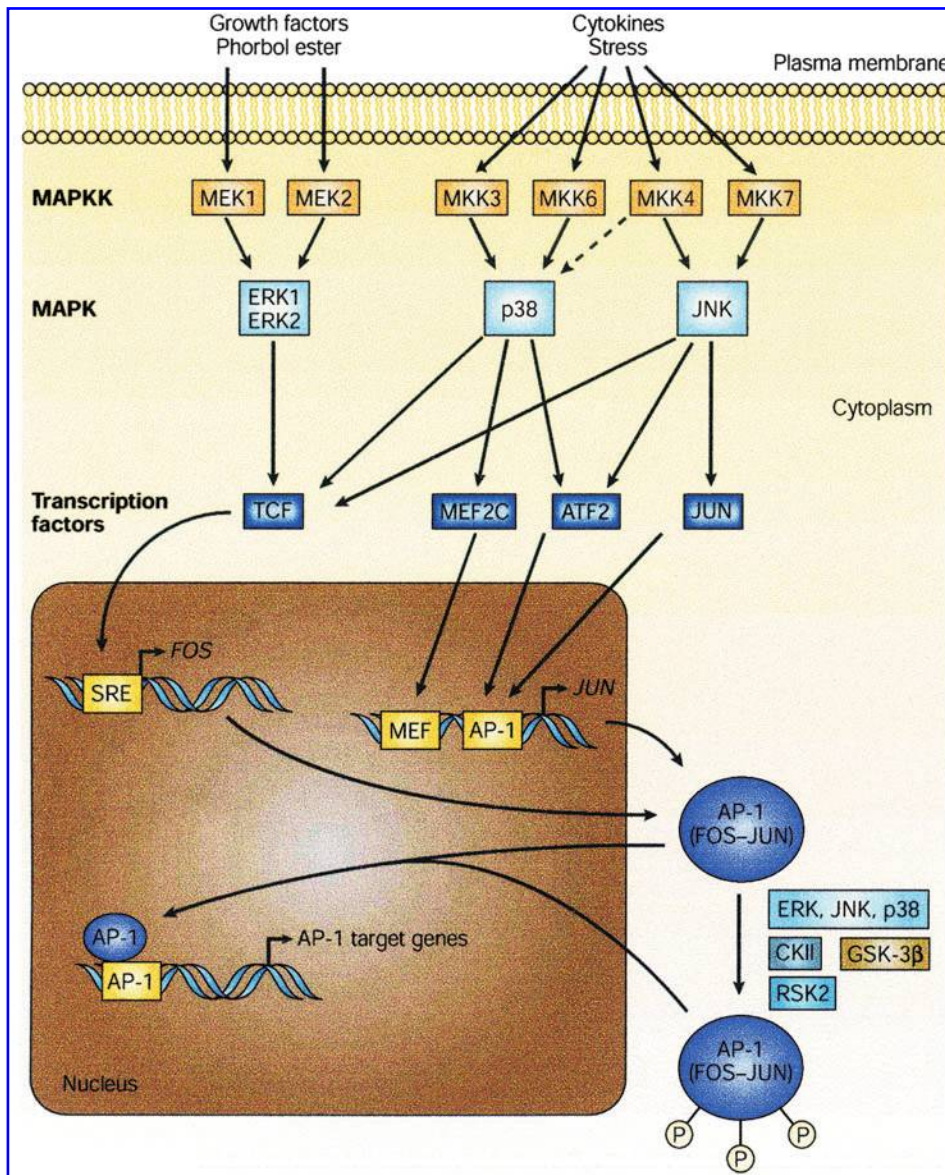 Growth factors
Phorbol ester
Cytokines
Stress
Plasma membrane
MAPKK
MEK1
MEK2
MKK3
MKK6
MKK4
MKK7
MAPK
ERK1
ERK2
p38
JNK
Cytoplasm
Transcription
factors
TCF
MEF2C
ATF2
JUN
FOS
SRE
JUN
MEF
AP-1
AP-1
(FOS–JUN)
ERK, JNK, p38
CKII
GSK-3β
RSK2
AP-1
AP-1 target genes
AP-1
AP-1
(FOS–JUN)
P
P
P
Nucleus